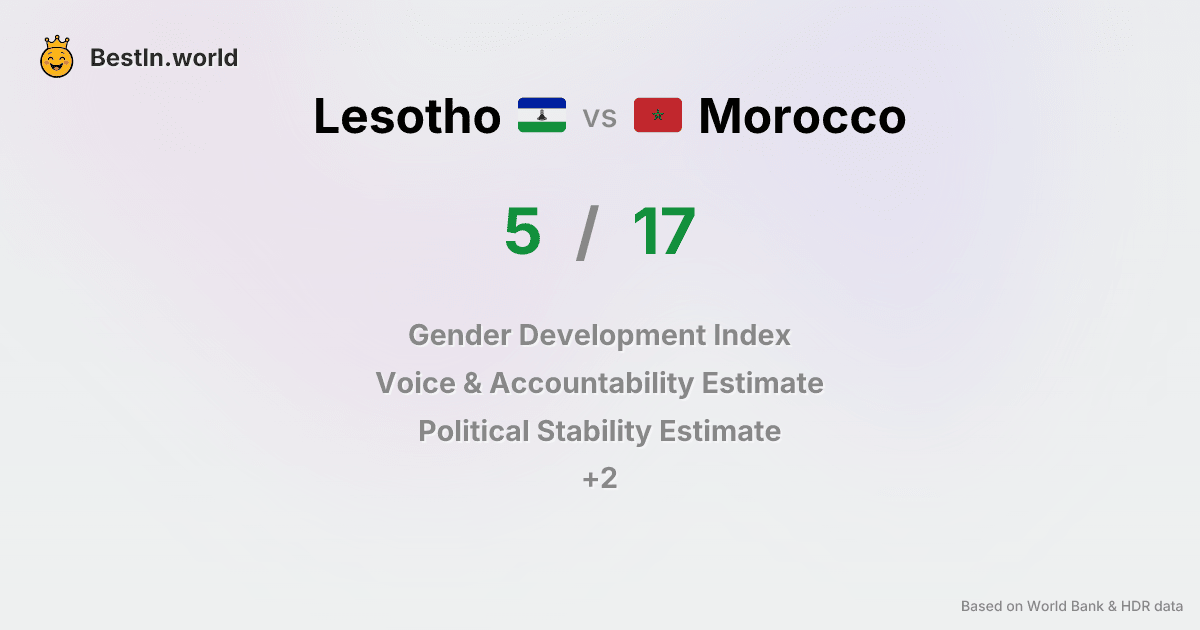 BestIn.world
Lesotho vs Morocco
5 / 17
Gender Development Index
Voice & Accountability Estimate
Political Stability Estimate
+2
Based on World Bank & HDR data